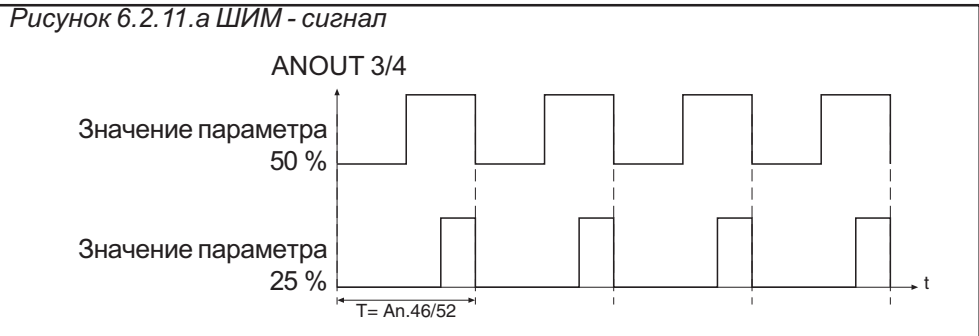 Рисунок 6.2.11.а ШИМ - сигнал
ANOUT 3/4
Значение параметра
50 %
Значение параметра
25 %
t
T= An.46/52